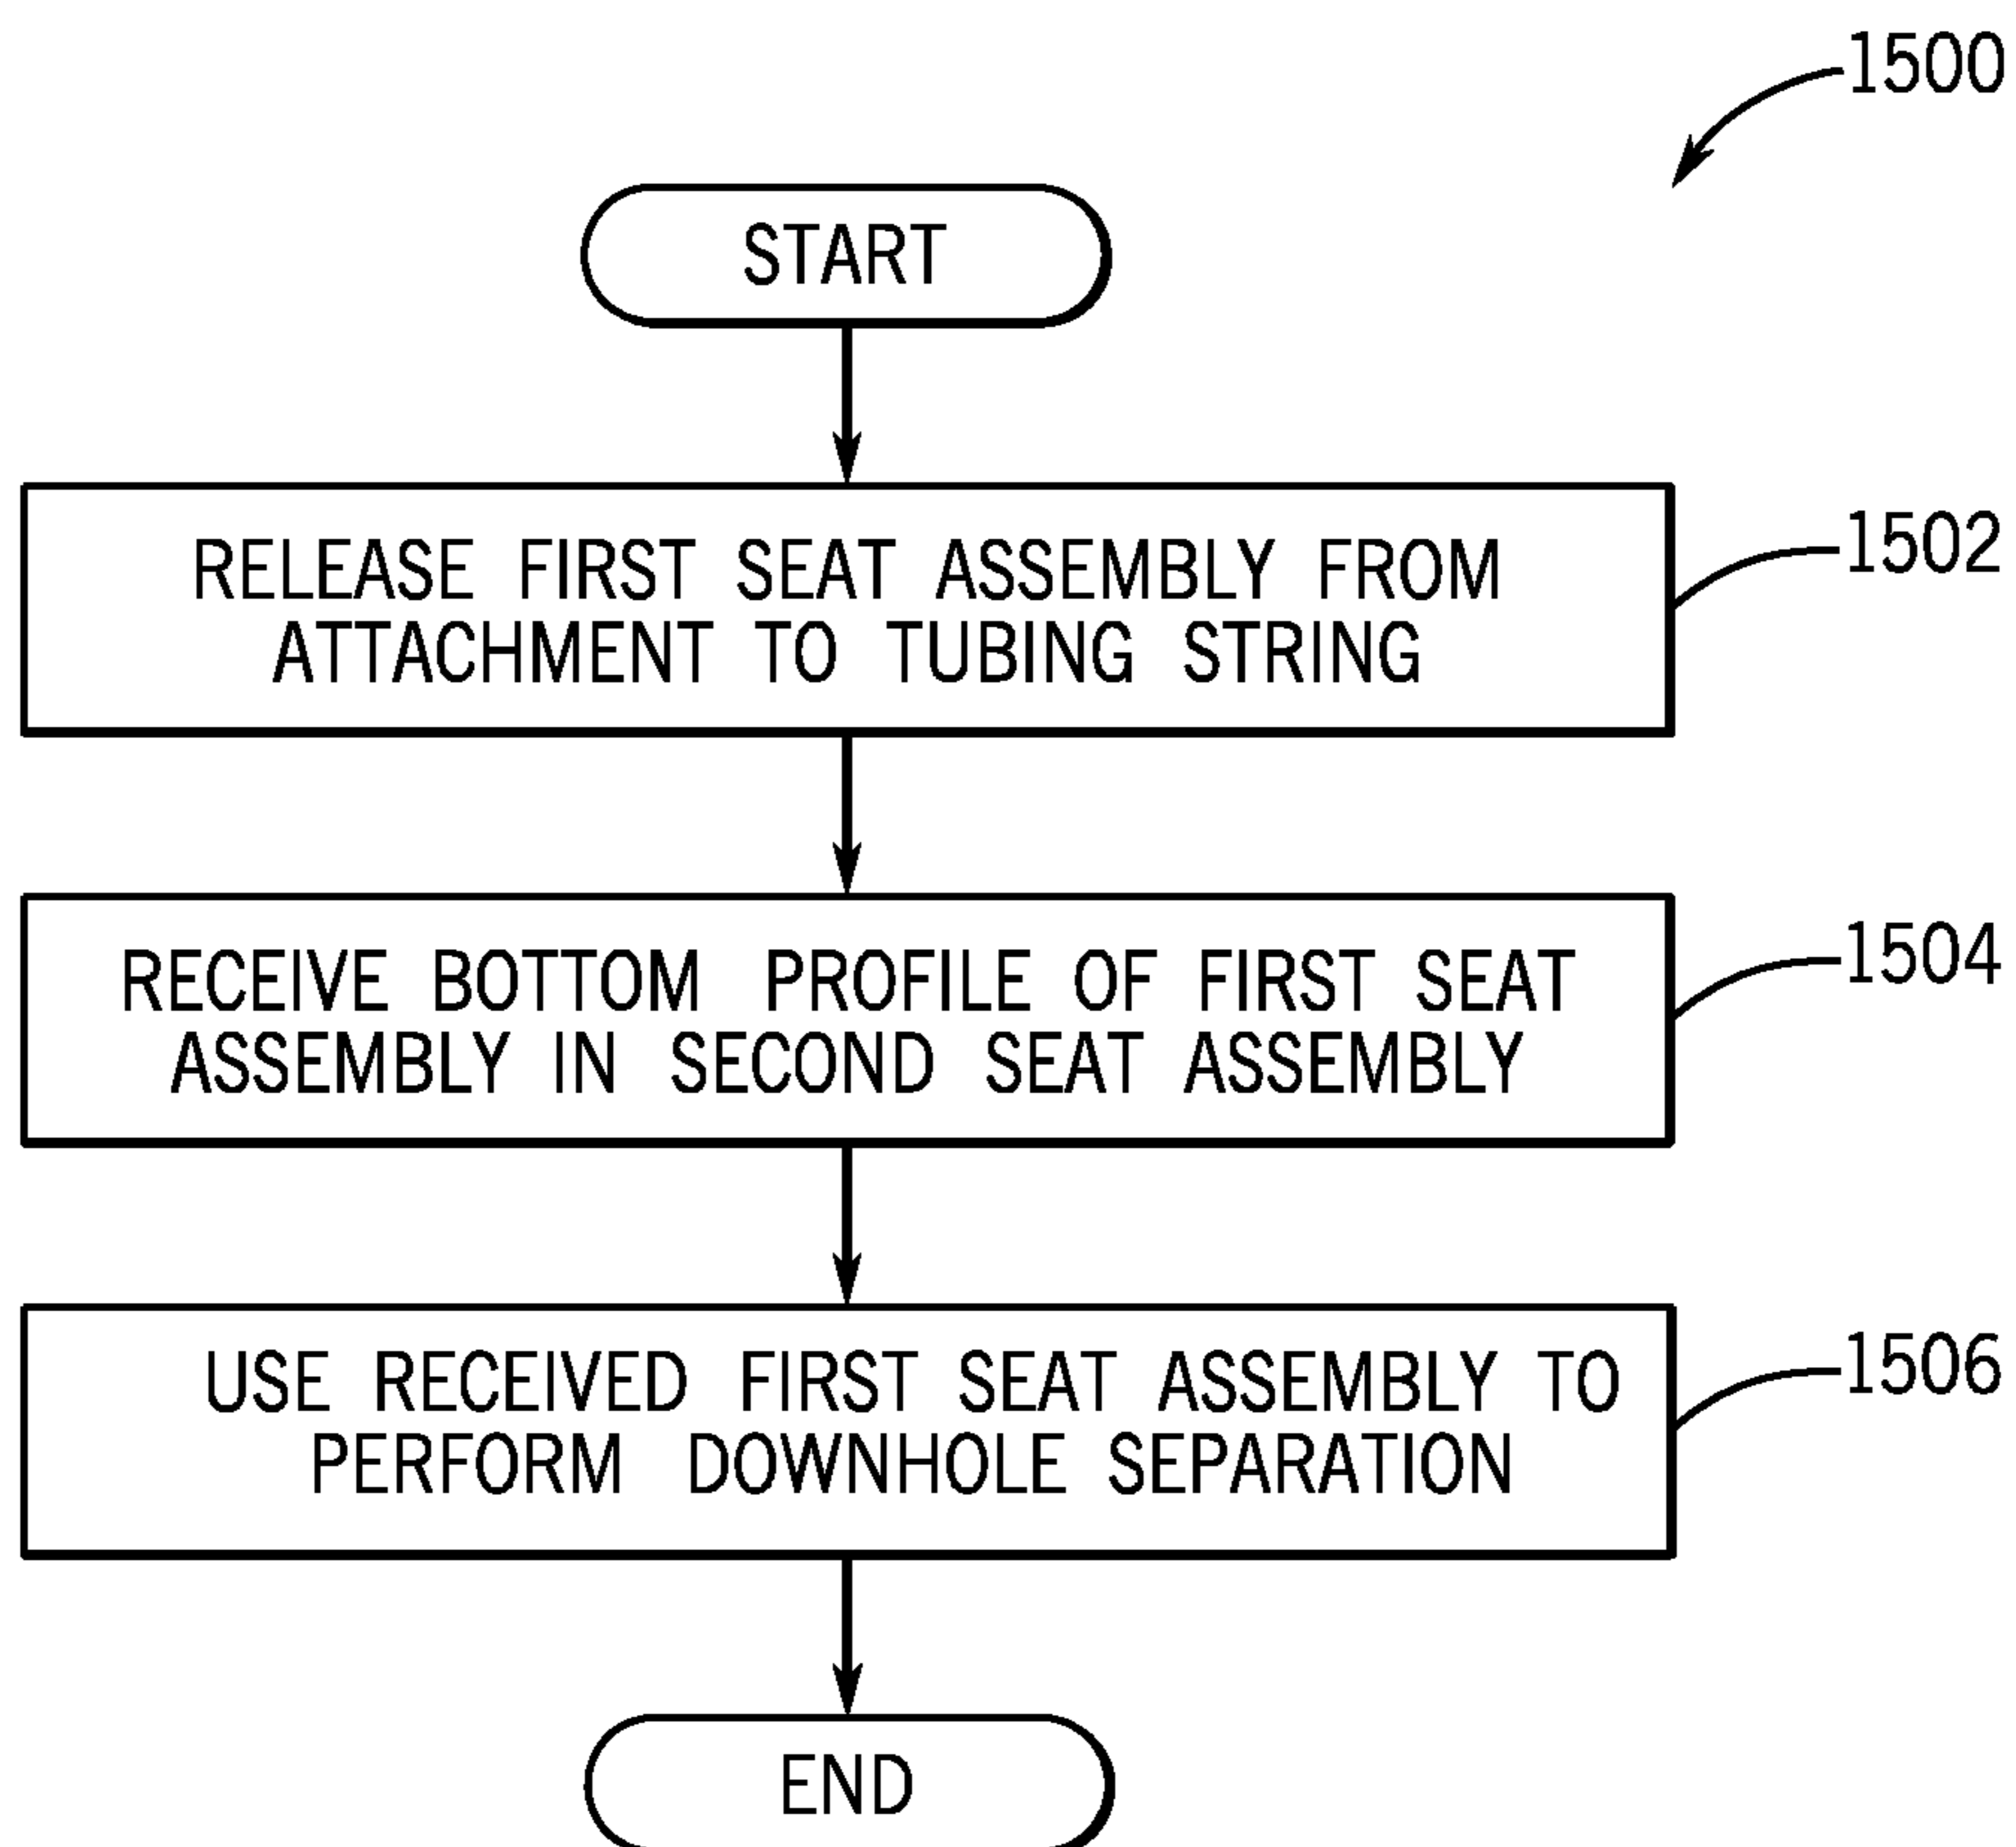 1500
START
RELEASE FIRST SEAT ASSEMBLY FROM
ATTACHMENT TO TUBING STRING
1502
RECEIVE BOTTOM PROFILE OF FIRST SEAT
ASSEMBLY IN SECOND SEAT ASSEMBLY
1504
USE RECEIVED FIRST SEAT ASSEMBLY TO
PERFORM DOWNHOLE SEPARATION
1506
END